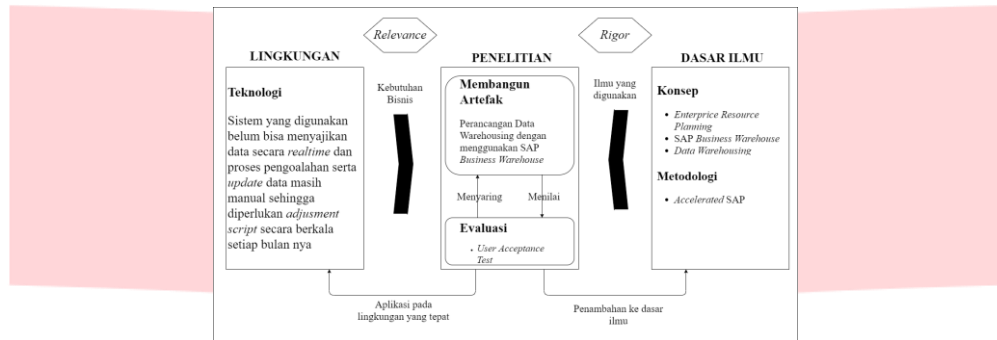 Relevance
Rigor
LINGKUNGAN
PENELITIAN
DASAR ILMU
Teknologi
Sistem yang digunakan
belum bisa menyajikan
data secara realtime dan
proses pengoalahan serta
update data masih
manual sehingga
diperlukan adjusment
script secara berkala
setiap bulan nya
Kebutuhan
Bisnis
Membangun
Artefak
Perancangan Data
Warehousing dengan
menggunakan SAP
Business Warehouse
Menyaring
Menilai
Evaluasi
• User Acceptance
Test
Ilmu yang
digunakan
Konsep
• Enterprice Resource
Planning
• SAP Business Warehouse
• Data Warehousing
Metodologi
• Accelerated SAP
Aplikasi pada
lingkungan yang tepat
Penambahan ke dasar
ilmu